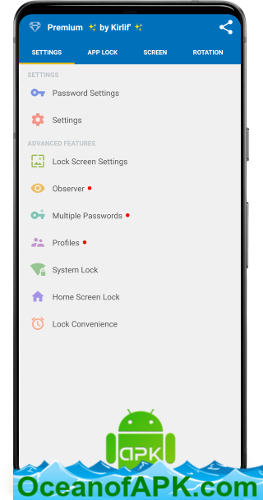 Premium ✨ by Kirlif' ✨
SETTINGS APP LOCK SCREEN ROTATION
SETTINGS
Password Settings
Settings
ADVANCED FEATURES
Lock Screen Settings
Observer
Multiple Passwords
Profiles
System Lock
Home Screen Lock
Lock Convenience
apk
OceanofAPK.com